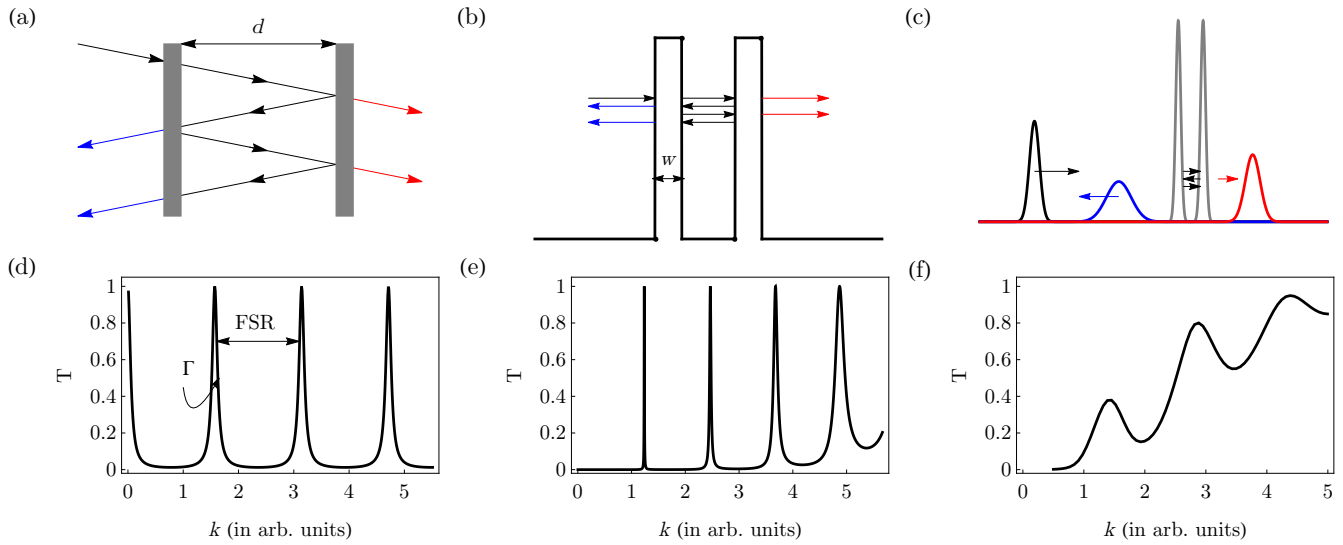 (a)
d
(b)
w
(c)
(d)
1
0.8
0.6
0.4
0.2
0
T
FSR
Γ
0 1 2 3 4 5
k (in arb. units)
(e)
1
0.8
0.6
0.4
0.2
0
T
0 1 2 3 4 5
k (in arb. units)
(f)
1
0.8
0.6
0.4
0.2
0
T
0 1 2 3 4 5
k (in arb. units)